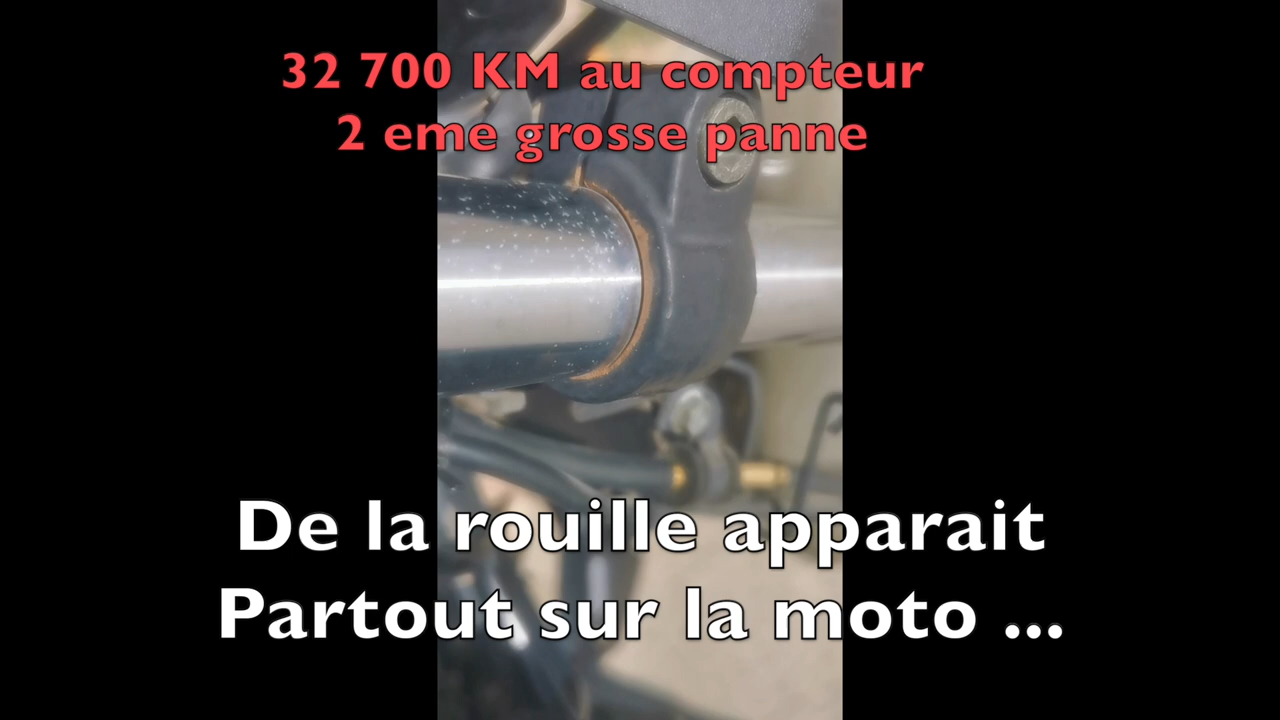 32 700 KM au compteur
2 eme grosse panne
De la rouille apparait
Partout sur la moto ...